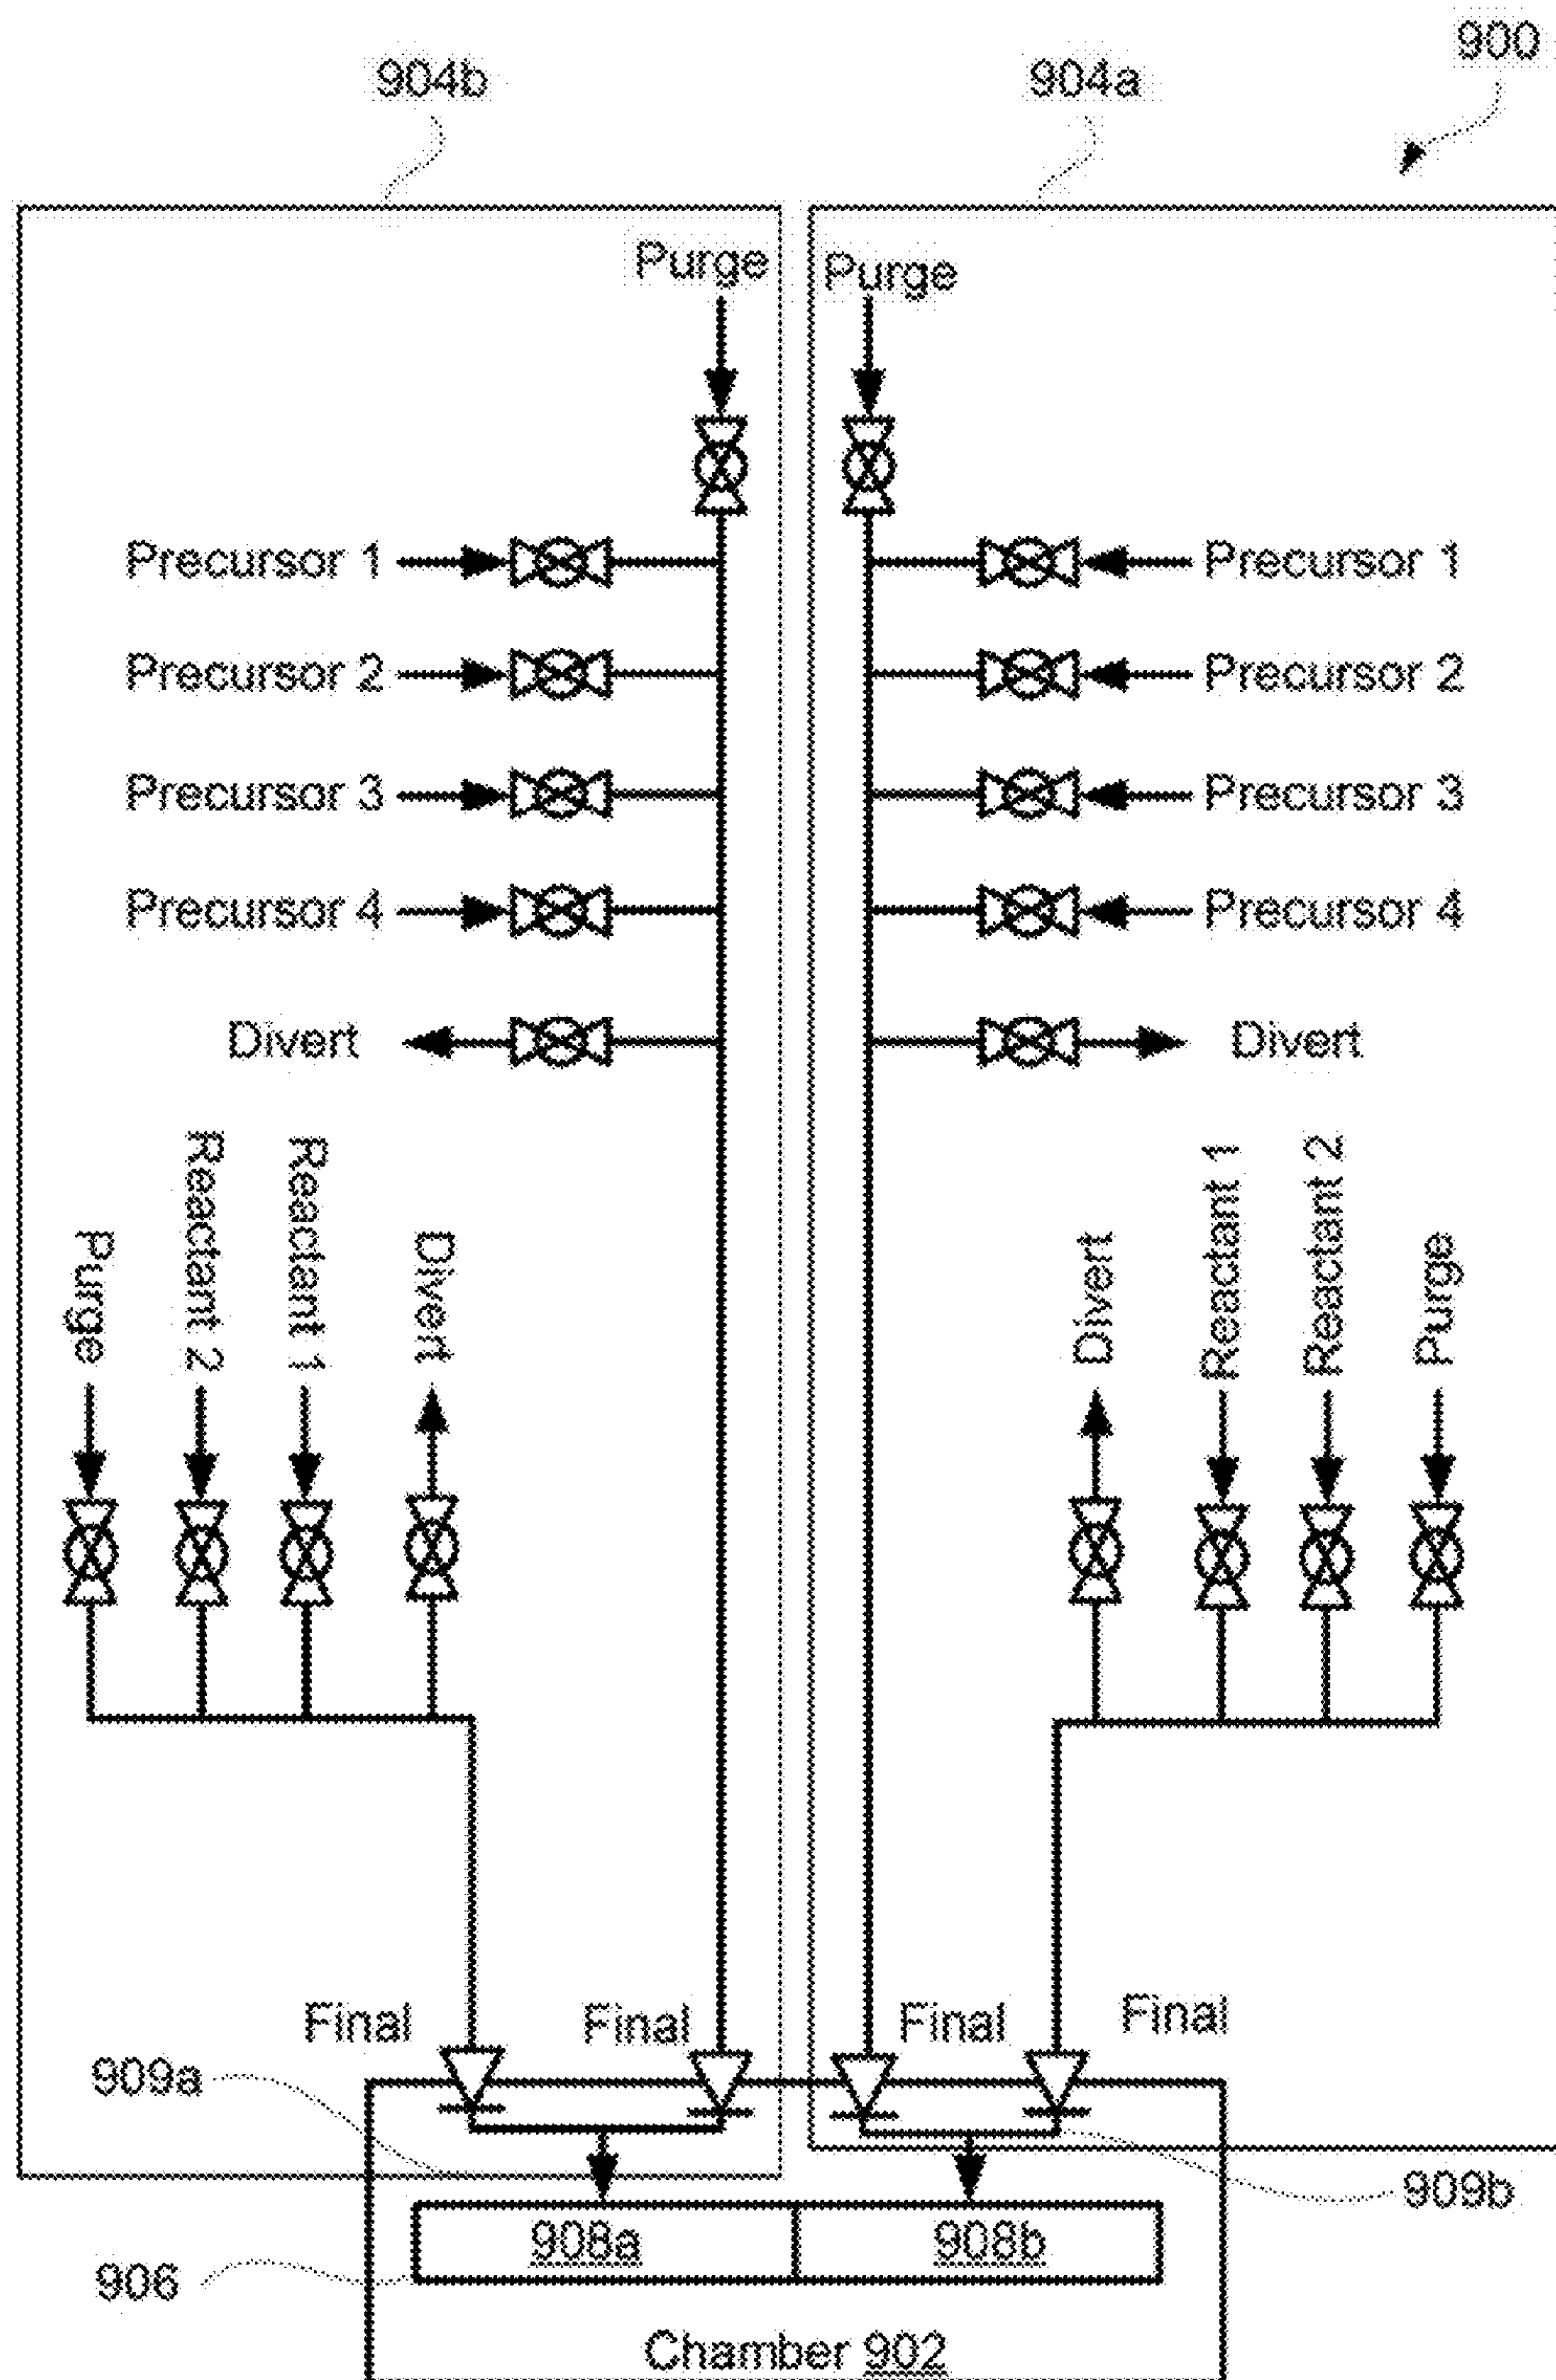 900
904b
904a
Purge
Purge
Precursor 1
Precursor 1
Precursor 2
Precursor 2
Precursor 3
Precursor 3
Precursor 4
Precursor 4
Divert
Divert
Purge
Reactant 2
Reactant 1
Divert
Divert
Reactant 1
Reactant 2
Purge
Final
Final
Final
Final
909a
909b
908a
908b
906
Chamber 902